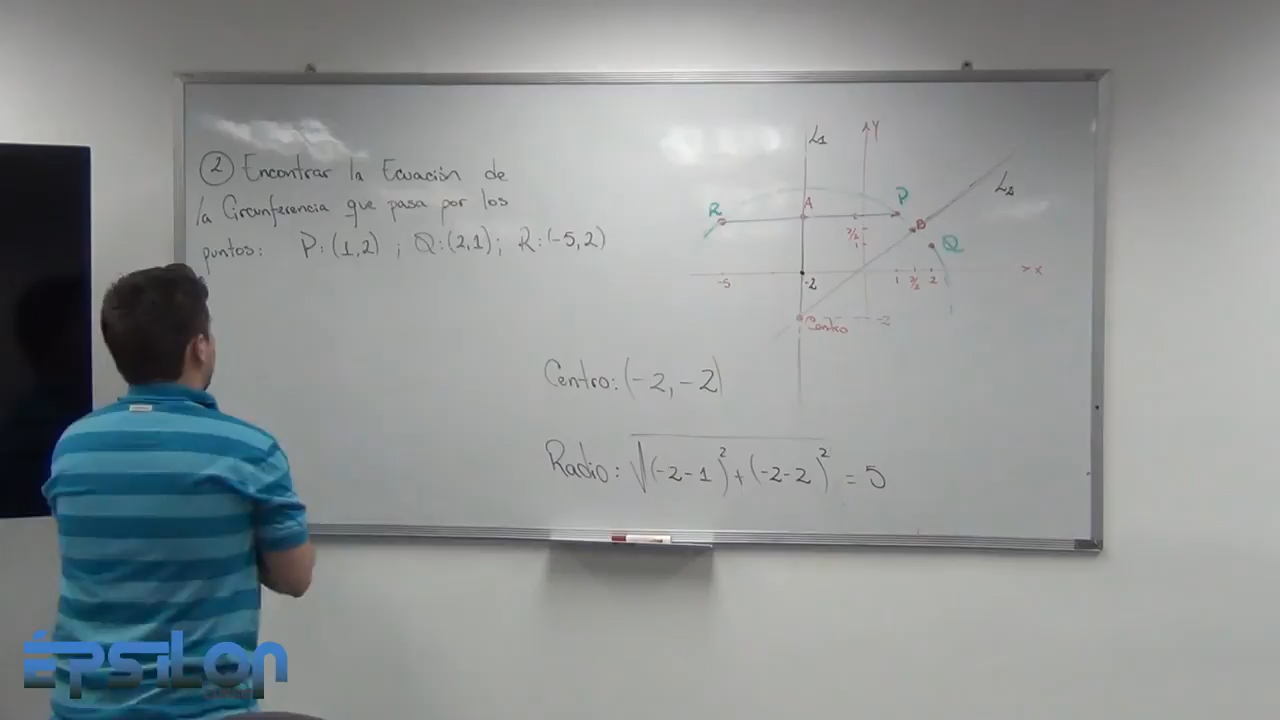 ② Encontrar la Ecuación de
la Circunferencia que pasa por los
puntos: P:(1,2) ; Q:(2,1); R:(-5,2)
L1
Y
L2
R
A
P
B
Q
3/2
1
-5
-2
1 3/2 2
x
Centro
-2
Centro: (-2,-2)
Radio: √(-2-1)²+(-2-2)² = 5
ÉPSILON